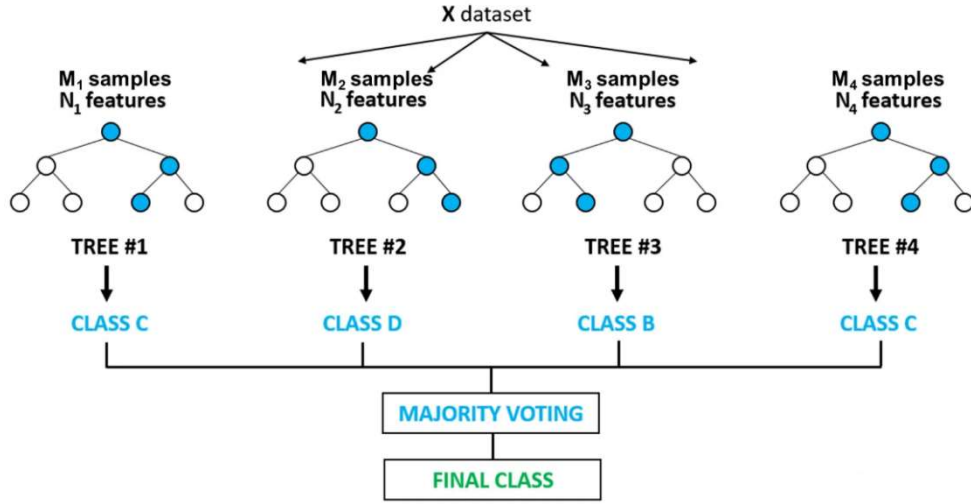 X dataset
M₁ samples
N₁ features
M₂ samples
N₂ features
M₃ samples
N₃ features
M₄ samples
N₄ features
TREE #1
TREE #2
TREE #3
TREE #4
CLASS C
CLASS D
CLASS B
CLASS C
MAJORITY VOTING
FINAL CLASS